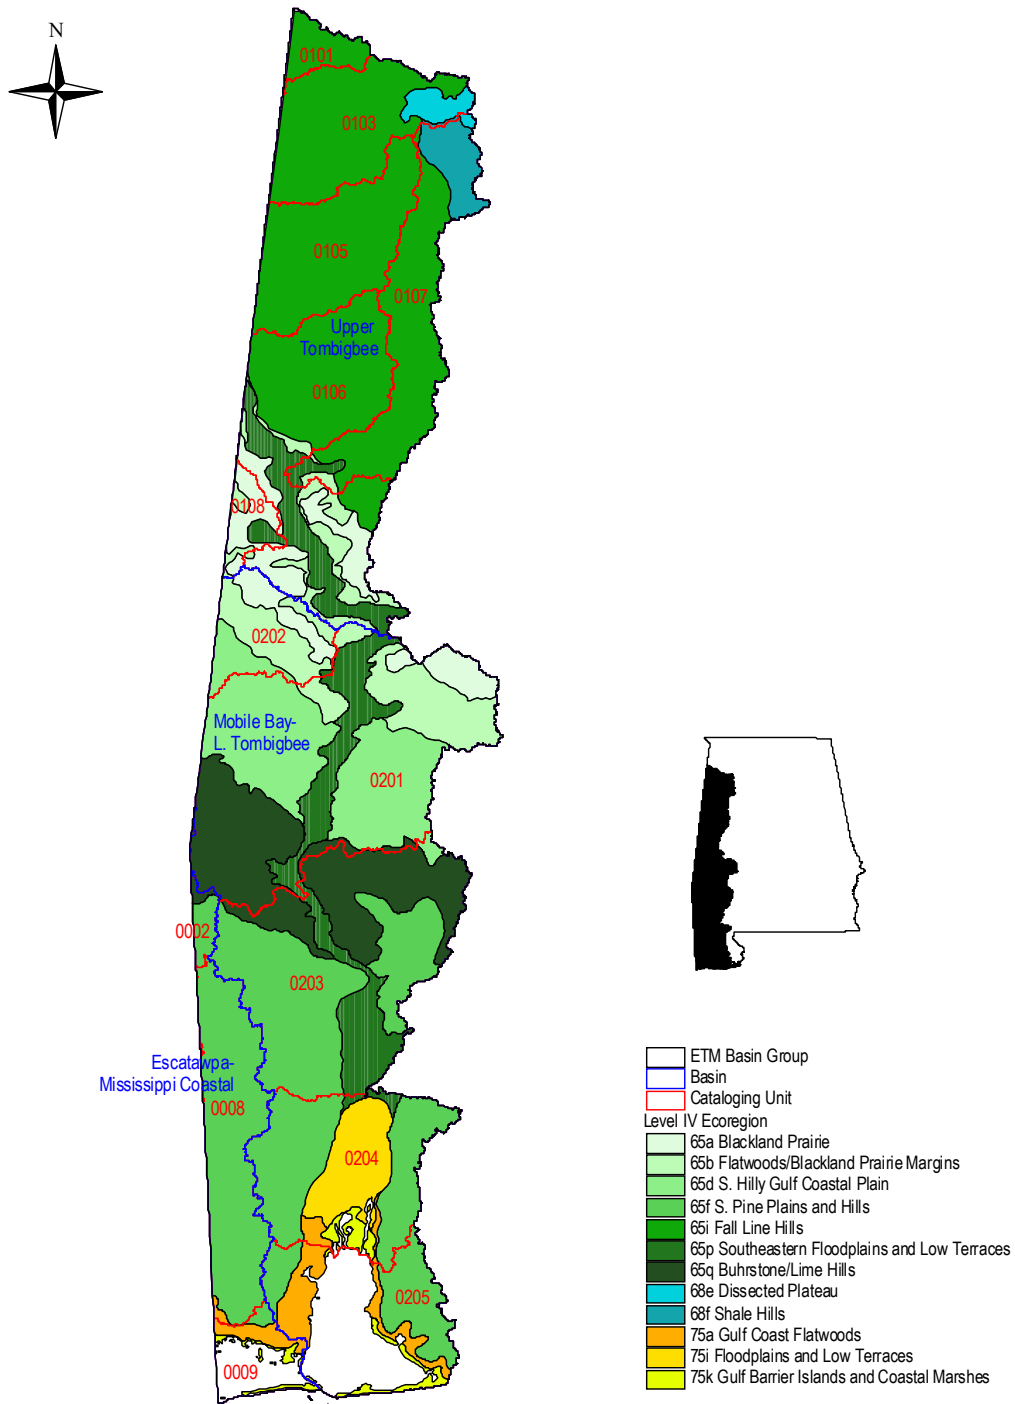 N
0101
0103
0105
0107
Upper
Tombigbee
0106
0108
0202
Mobile Bay-
L. Tombigbee
0201
0002
0203
Escatawpa-
Mississippi Coastal
0008
0204
0205
0009
ETM Basin Group
Basin
Cataloging Unit
Level IV Ecoregion
65a Blackland Prairie
65b Flatwoods/Blackland Prairie Margins
65d S. Hilly Gulf Coastal Plain
65f S. Pine Plains and Hills
65i Fall Line Hills
65p Southeastern Floodplains and Low Terraces
65q Buhrstone/Lime Hills
68e Dissected Plateau
68f Shale Hills
75a Gulf Coast Flatwoods
75i Floodplains and Low Terraces
75k Gulf Barrier Islands and Coastal Marshes